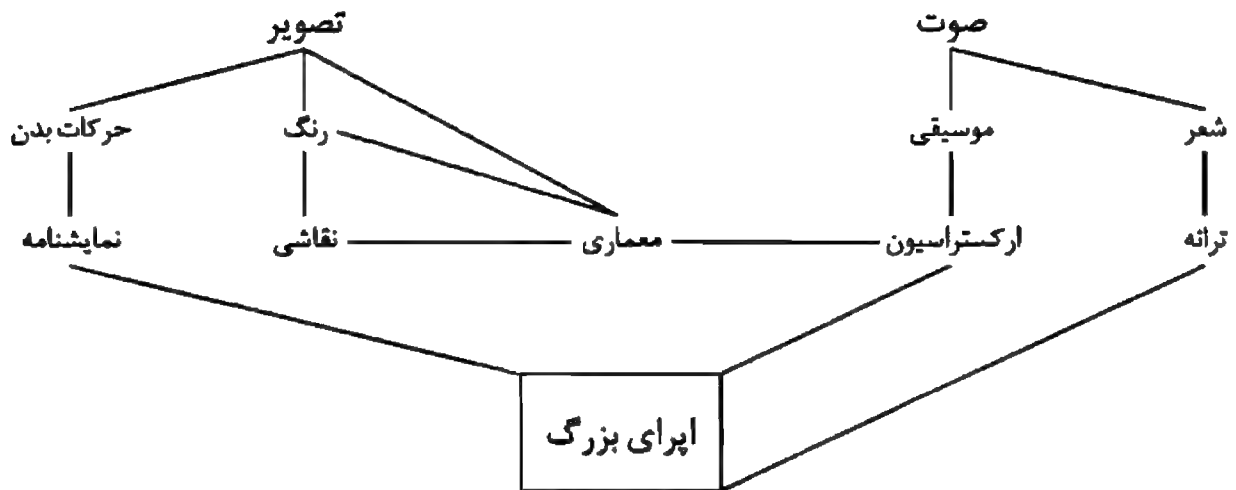 صوت تصویر
شعر موسیقی رنگ حرکات بدن
ترانه ارکستراسیون معماری نقاشی نمایشنامه
اپرای بزرگ